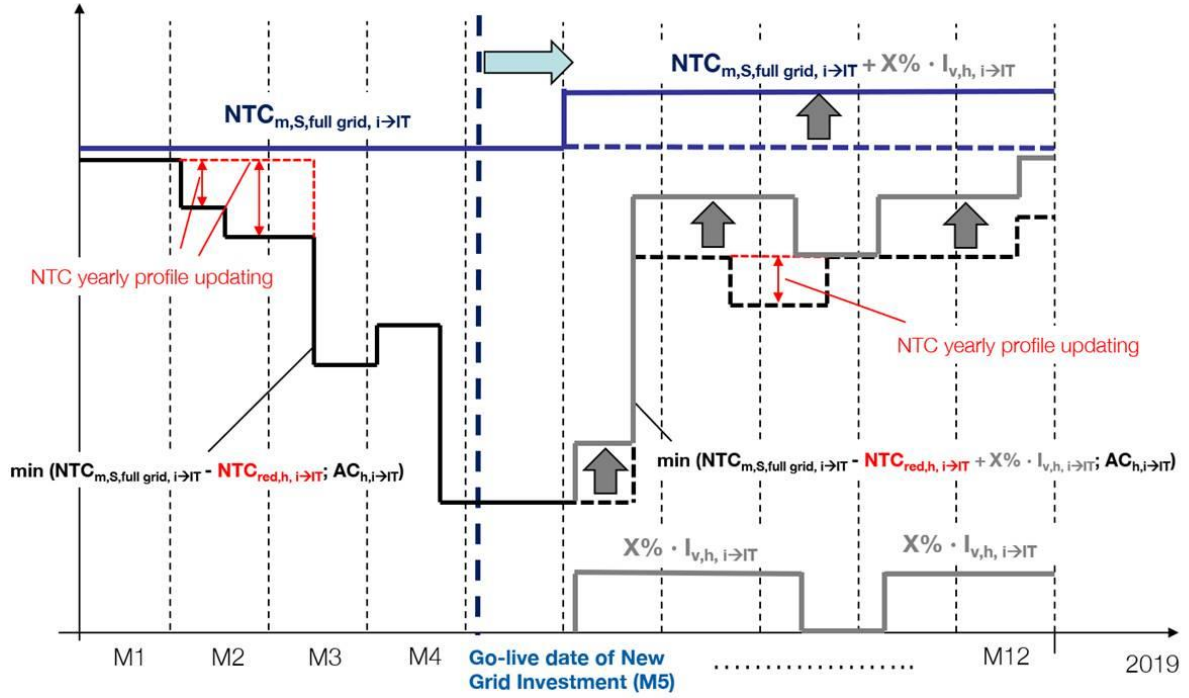 NTCm,S,full grid, i→IT + X% · Iv,h, i→IT
NTCm,S,full grid, i→IT
NTC yearly profile updating
NTC yearly profile updating
min (NTCm,S,full grid, i→IT - NTCred,h, i→IT; ACh,i→IT)
min (NTCm,S,full grid, i→IT - NTCred,h, i→IT + X% · Iv,h, i→IT; ACh,i→IT)
X% · Iv,h, i→IT
X% · Iv,h, i→IT
M1
M2
M3
M4
Go-live date of New
Grid Investment (M5)
....................
M12
2019